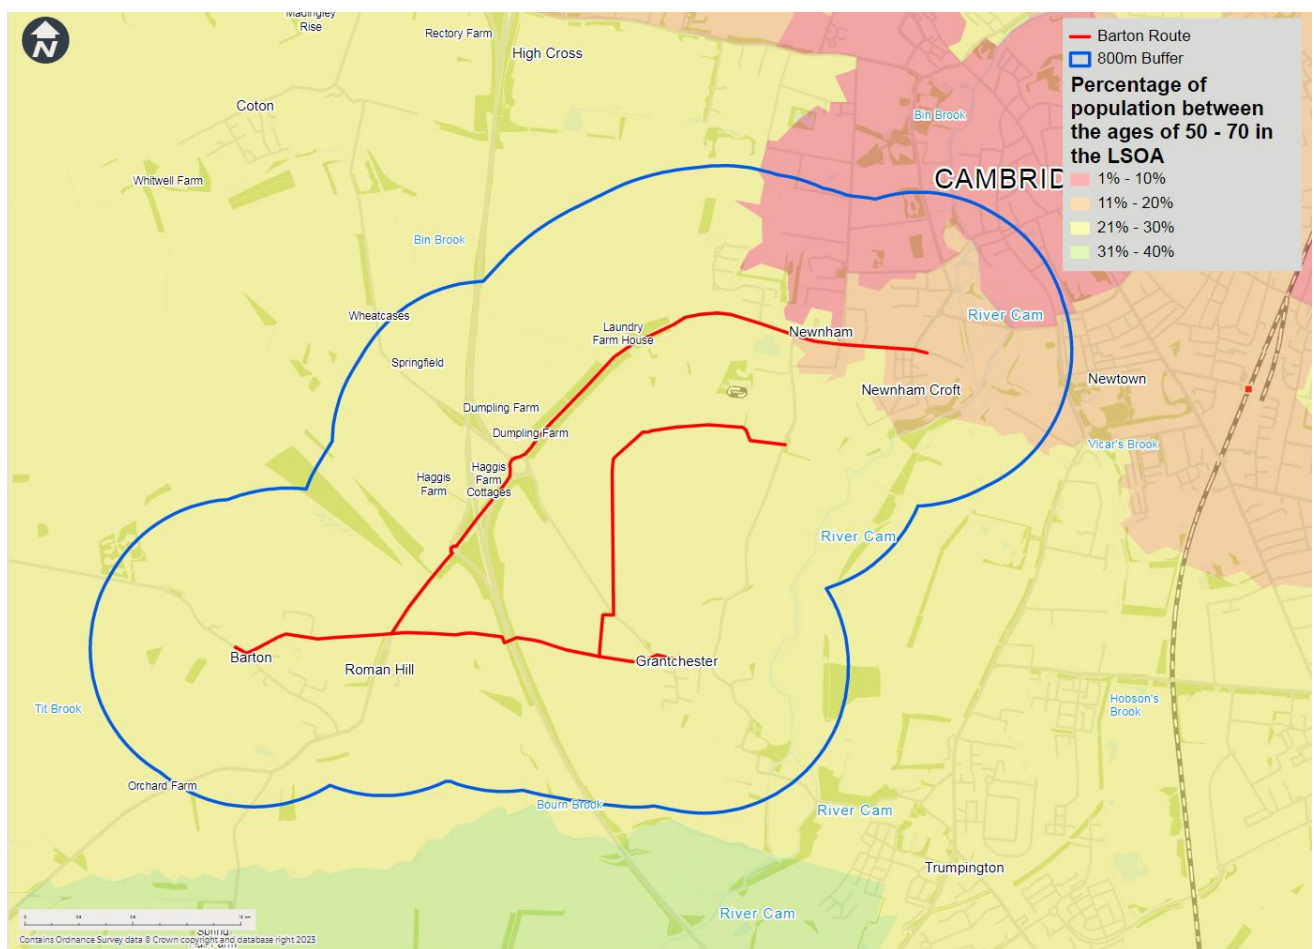 Madingley
Rise
Rectory Farm
High Cross
Coton
Whitwell Farm
Bin Brook
Wheatcases
Springfield
Laundry
Farm House
Newnham
Dumpling Farm
Dumpling Farm
Haggis
Farm
Haggis
Farm
Cottages
Newnham Croft
Newtown
River Cam
Bin Brook
CAMBRID
Vicar's Brook
River Cam
Barton
Roman Hill
Grantchester
Tit Brook
Orchard Farm
Bourn Brook
River Cam
Hobson's
Brook
Trumpington
River Cam
Spring
N
Barton Route
800m Buffer
Percentage of
population between
the ages of 50 - 70 in
the LSOA
1% - 10%
11% - 20%
21% - 30%
31% - 40%
Contains Ordnance Survey data © Crown copyright and database right 2023